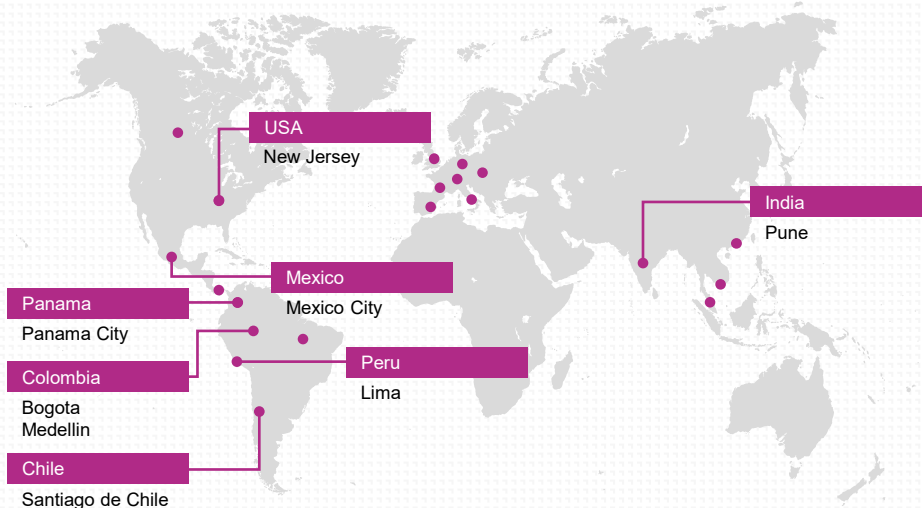 USA
New Jersey
India
Pune
Mexico
Mexico City
Panama
Panama City
Peru
Lima
Colombia
Bogota
Medellin
Chile
Santiago de Chile